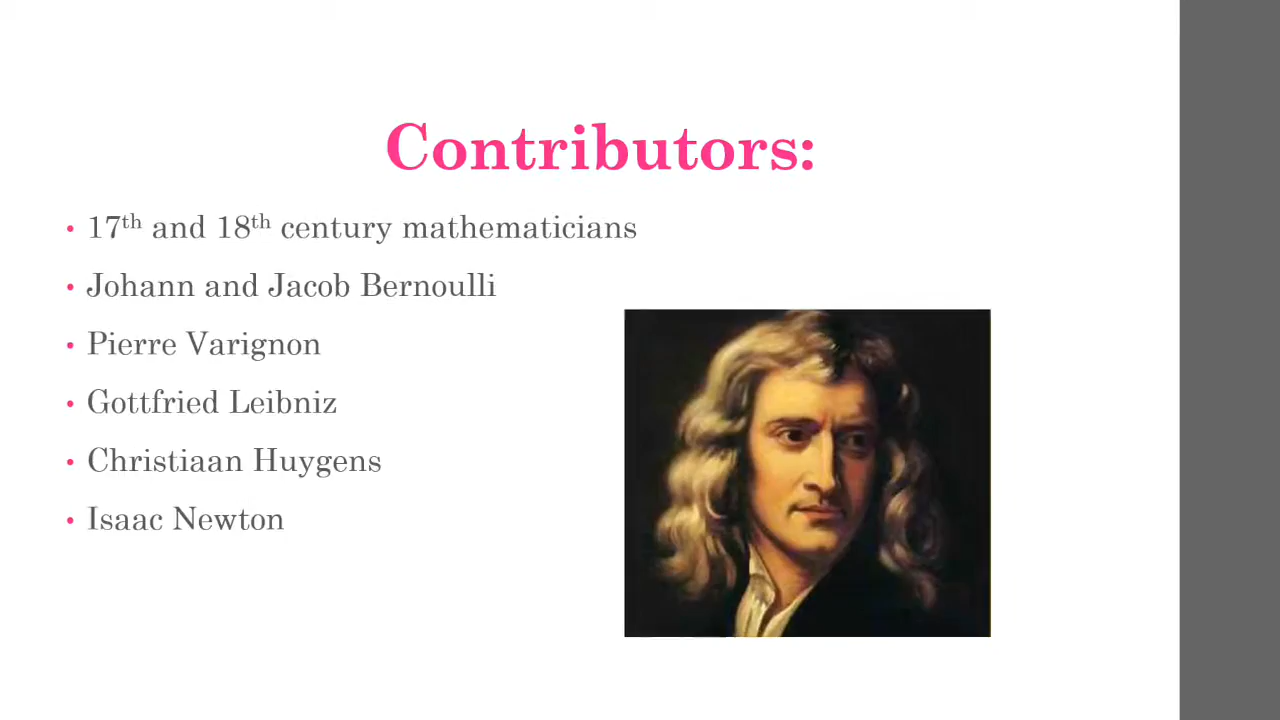 Contributors:
• 17th and 18th century mathematicians
• Johann and Jacob Bernoulli
• Pierre Varignon
• Gottfried Leibniz
• Christiaan Huygens
• Isaac Newton